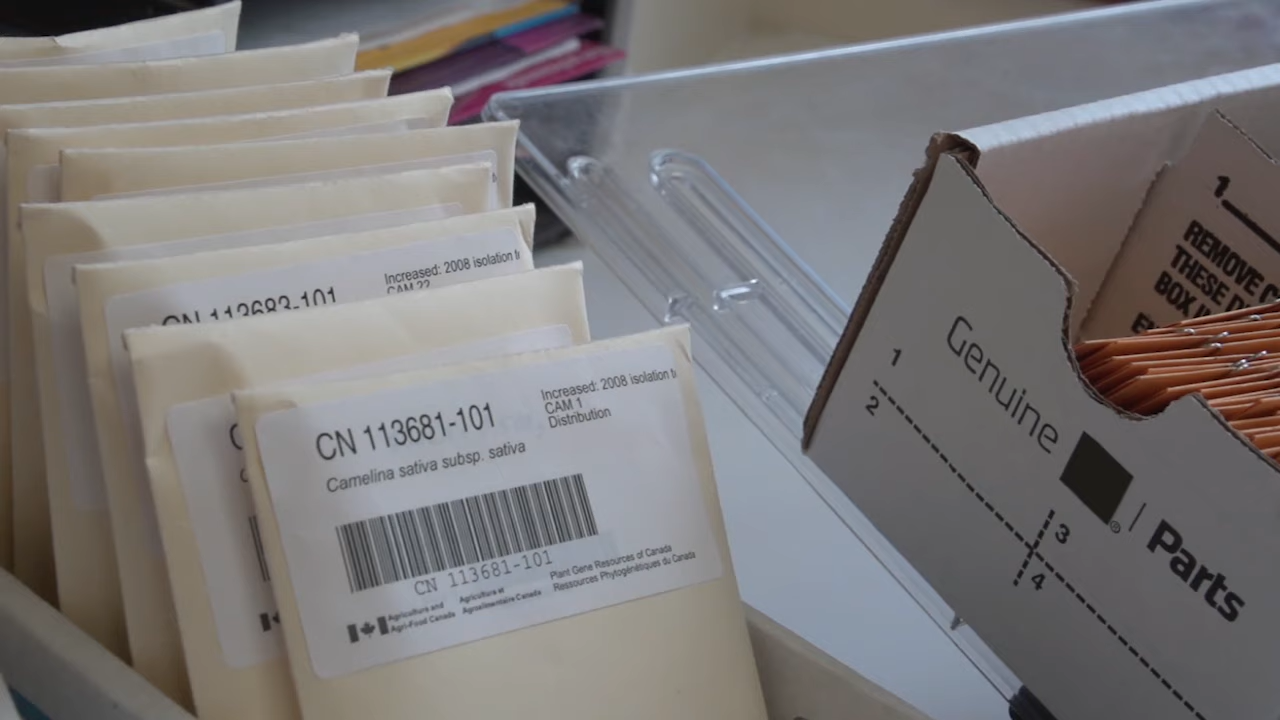 Increased: 2008 isolation
CN 113683-101
CN 113681-101
Increased: 2008 isolation
CAM 1
Distribution
Camelina sativa subsp. sativa
CN 113681-101
Agriculture and
Agri-Food Canada
Agriculture et
Agroalimentaire Canada
Plant Gene Resources of Canada
Ressources Phytogénétiques du Canada
1
REMOVE
THESE
BOX
1
2
3
4
Genuine
® | Parts